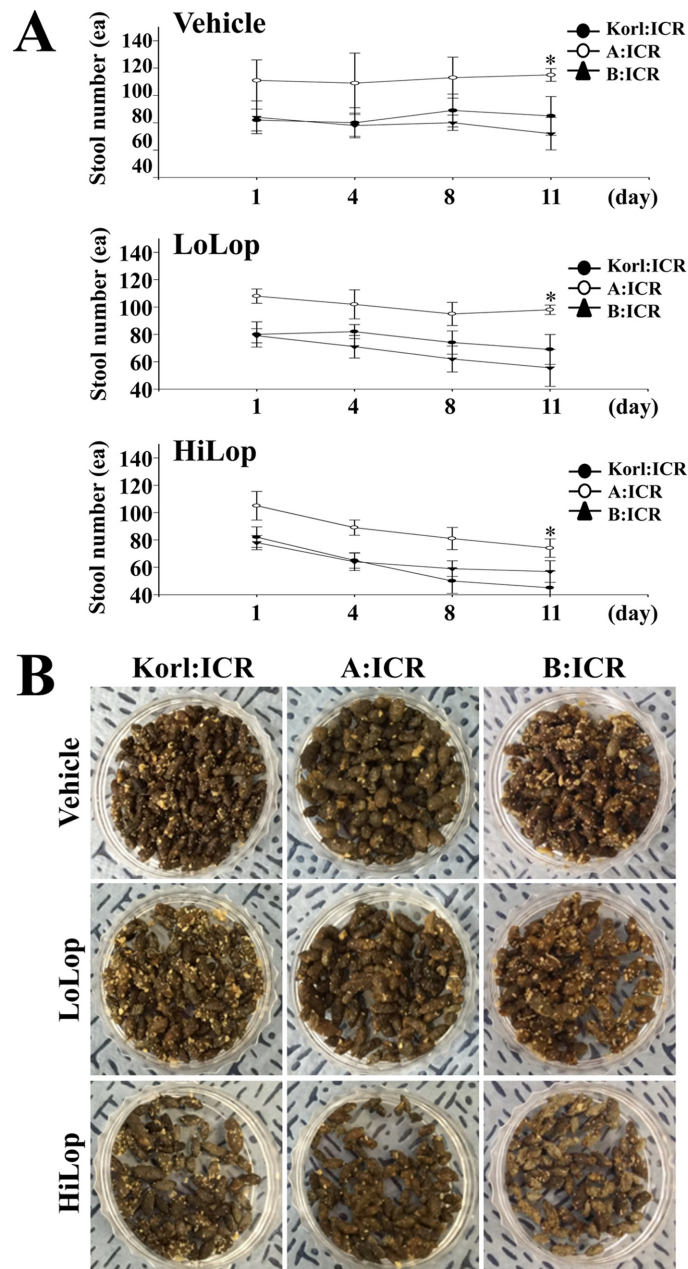 A
Vehicle
Stool number (ea)
140
120
100
80
60
40
1 4 8 11 (day)
*
Korl:ICR
A:ICR
B:ICR
LoLop
Stool number (ea)
140
120
100
80
60
40
1 4 8 11 (day)
*
Korl:ICR
A:ICR
B:ICR
HiLop
Stool number (ea)
140
120
100
80
60
40
1 4 8 11 (day)
*
Korl:ICR
A:ICR
B:ICR
B
Korl:ICR A:ICR B:ICR
Vehicle
LoLop
HiLop